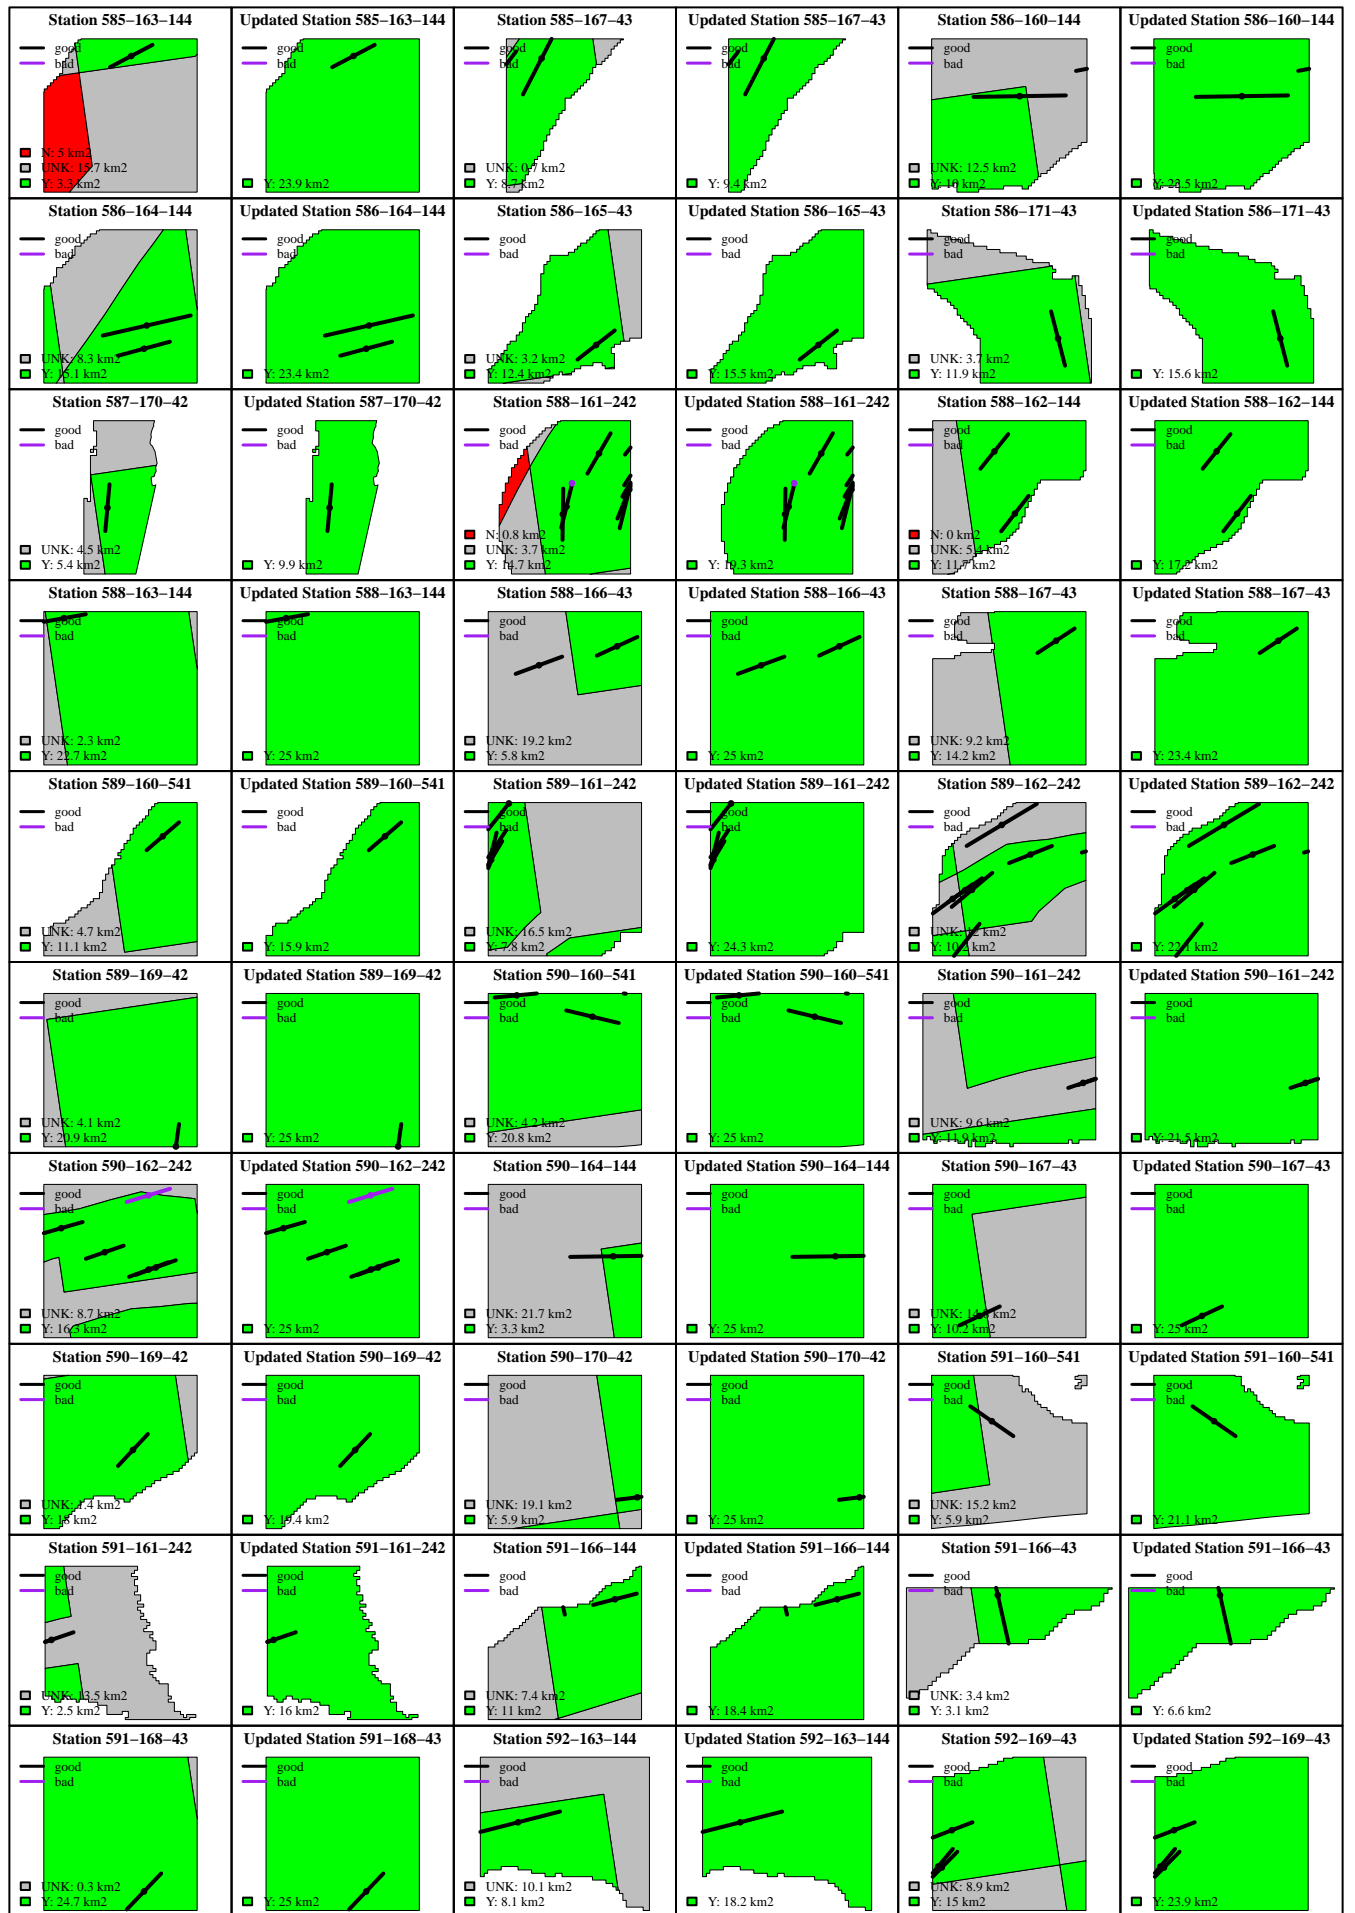 Station 585−163−144
good
bad
N: 5 km2
UNK: 15.7 km2
Y: 3.3 km2
Updated Station 585−163−144
good
bad
Y: 23.9 km2
Station 585−167−43
good
bad
UNK: 0.7 km2
Y: 8.7 km2
Updated Station 585−167−43
good
bad
Y: 9.4 km2
Station 586−160−144
good
bad
UNK: 12.5 km2
Y: 10 km2
Updated Station 586−160−144
good
bad
Y: 22.5 km2
Station 586−164−144
good
bad
UNK: 8.3 km2
Y: 15.1 km2
Updated Station 586−164−144
good
bad
Y: 23.4 km2
Station 586−165−43
good
bad
UNK: 3.2 km2
Y: 12.4 km2
Updated Station 586−165−43
good
bad
Y: 15.5 km2
Station 586−171−43
good
bad
UNK: 3.7 km2
Y: 11.9 km2
Updated Station 586−171−43
good
bad
Y: 15.6 km2
Station 587−170−42
good
bad
UNK: 4.5 km2
Y: 5.4 km2
Updated Station 587−170−42
good
bad
Y: 9.9 km2
Station 588−161−242
good
bad
N: 0.8 km2
UNK: 3.7 km2
Y: 14.7 km2
Updated Station 588−161−242
good
bad
Y: 19.3 km2
Station 588−162−144
good
bad
N: 0 km2
UNK: 5.4 km2
Y: 11.7 km2
Updated Station 588−162−144
good
bad
Y: 17.2 km2
Station 588−163−144
good
bad
UNK: 2.3 km2
Y: 22.7 km2
Updated Station 588−163−144
good
bad
Y: 25 km2
Station 588−166−43
good
bad
UNK: 19.2 km2
Y: 5.8 km2
Updated Station 588−166−43
good
bad
Y: 25 km2
Station 588−167−43
good
bad
UNK: 9.2 km2
Y: 14.2 km2
Updated Station 588−167−43
good
bad
Y: 23.4 km2
Station 589−160−541
good
bad
UNK: 4.7 km2
Y: 11.1 km2
Updated Station 589−160−541
good
bad
Y: 15.9 km2
Station 589−161−242
good
bad
UNK: 16.5 km2
Y: 7.8 km2
Updated Station 589−161−242
good
bad
Y: 24.3 km2
Station 589−162−242
good
bad
UNK: 12 km2
Y: 10.2 km2
Updated Station 589−162−242
good
bad
Y: 22.1 km2
Station 589−169−42
good
bad
UNK: 4.1 km2
Y: 20.9 km2
Updated Station 589−169−42
good
bad
Y: 25 km2
Station 590−160−541
good
bad
UNK: 4.2 km2
Y: 20.8 km2
Updated Station 590−160−541
good
bad
Y: 25 km2
Station 590−161−242
good
bad
UNK: 9.6 km2
Y: 11.9 km2
Updated Station 590−161−242
good
bad
Y: 21.5 km2
Station 590−162−242
good
bad
UNK: 8.7 km2
Y: 16.3 km2
Updated Station 590−162−242
good
bad
Y: 25 km2
Station 590−164−144
good
bad
UNK: 21.7 km2
Y: 3.3 km2
Updated Station 590−164−144
good
bad
Y: 25 km2
Station 590−167−43
good
bad
UNK: km2
Y: 10.2 km2
Updated Station 590−167−43
good
bad
Y: 25 km2
Station 590−169−42
good
bad
UNK: 1.4 km2
Y: 18 km2
Updated Station 590−169−42
good
bad
Y: 19.4 km2
Station 590−170−42
good
bad
UNK: 19.1 km2
Y: 5.9 km2
Updated Station 590−170−42
good
bad
Y: 25 km2
Station 591−160−541
good
bad
UNK: 15.2 km2
Y: 5.9 km2
Updated Station 591−160−541
good
bad
Y: 21.1 km2
Station 591−161−242
good
bad
UNK: 13.5 km2
Y: 2.5 km2
Updated Station 591−161−242
good
bad
Y: 16 km2
Station 591−166−144
good
bad
UNK: 7.4 km2
Y: 11 km2
Updated Station 591−166−144
good
bad
Y: 18.4 km2
Station 591−166−43
good
bad
UNK: 3.4 km2
Y: 3.1 km2
Updated Station 591−166−43
good
bad
Y: 6.6 km2
Station 591−168−43
good
bad
UNK: 0.3 km2
Y: 24.7 km2
Updated Station 591−168−43
good
bad
Y: 25 km2
Station 592−163−144
good
bad
UNK: 10.1 km2
Y: 8.1 km2
Updated Station 592−163−144
good
bad
Y: 18.2 km2
Station 592−169−43
good
bad
UNK: 8.9 km2
Y: 15 km2
Updated Station 592−169−43
good
bad
Y: 23.9 km2